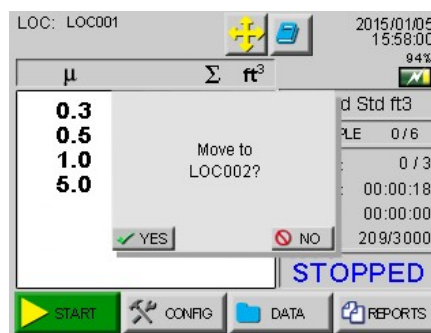 LOC: LOC001
2015/01/05
15:58:00
94%
µ Σ ft³
0.3
0.5
1.0
5.0
d Std ft3
PLE 0/6
: 0/3
: 00:00:18
00:00:00
209/3000
Move to
LOC002?
YES NO
STOPPED
START CONFIG DATA REPORTS